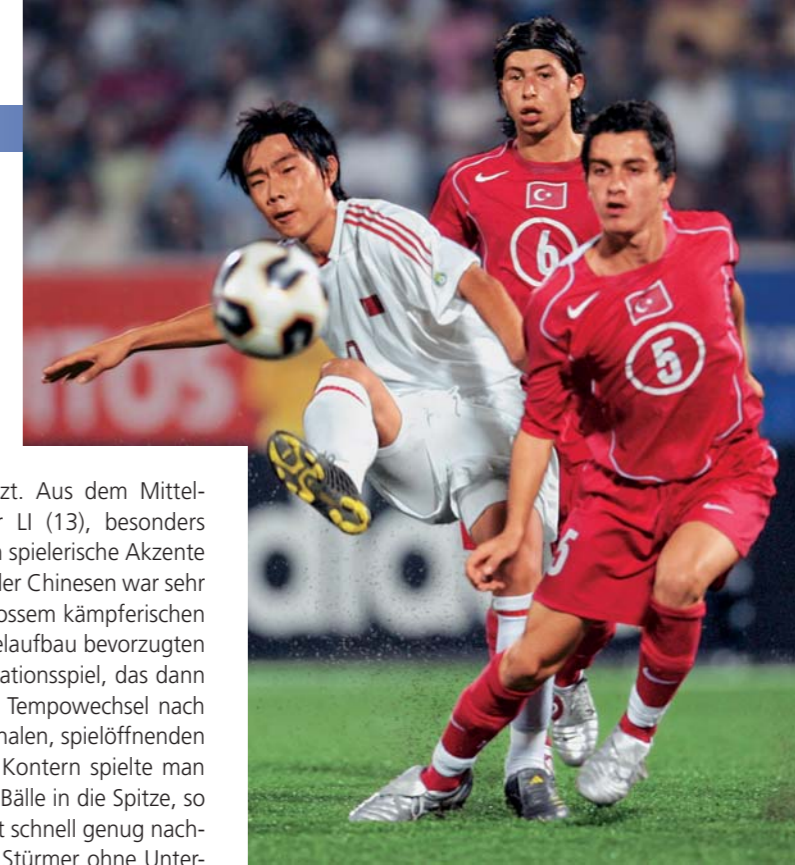 6
5
5
zt. Aus dem Mittel-
r LI (13), besonders
spielerische Akzente
der Chinesen war sehr
ossem kämpferischen
elaufbau bevorzugten
ationsspiel, das dann
Tempowechsel nach
nalen, spielöffnenden
Kontern spielte man
Bälle in die Spitze, so
t schnell genug nach-
Stürmer ohne Unter-